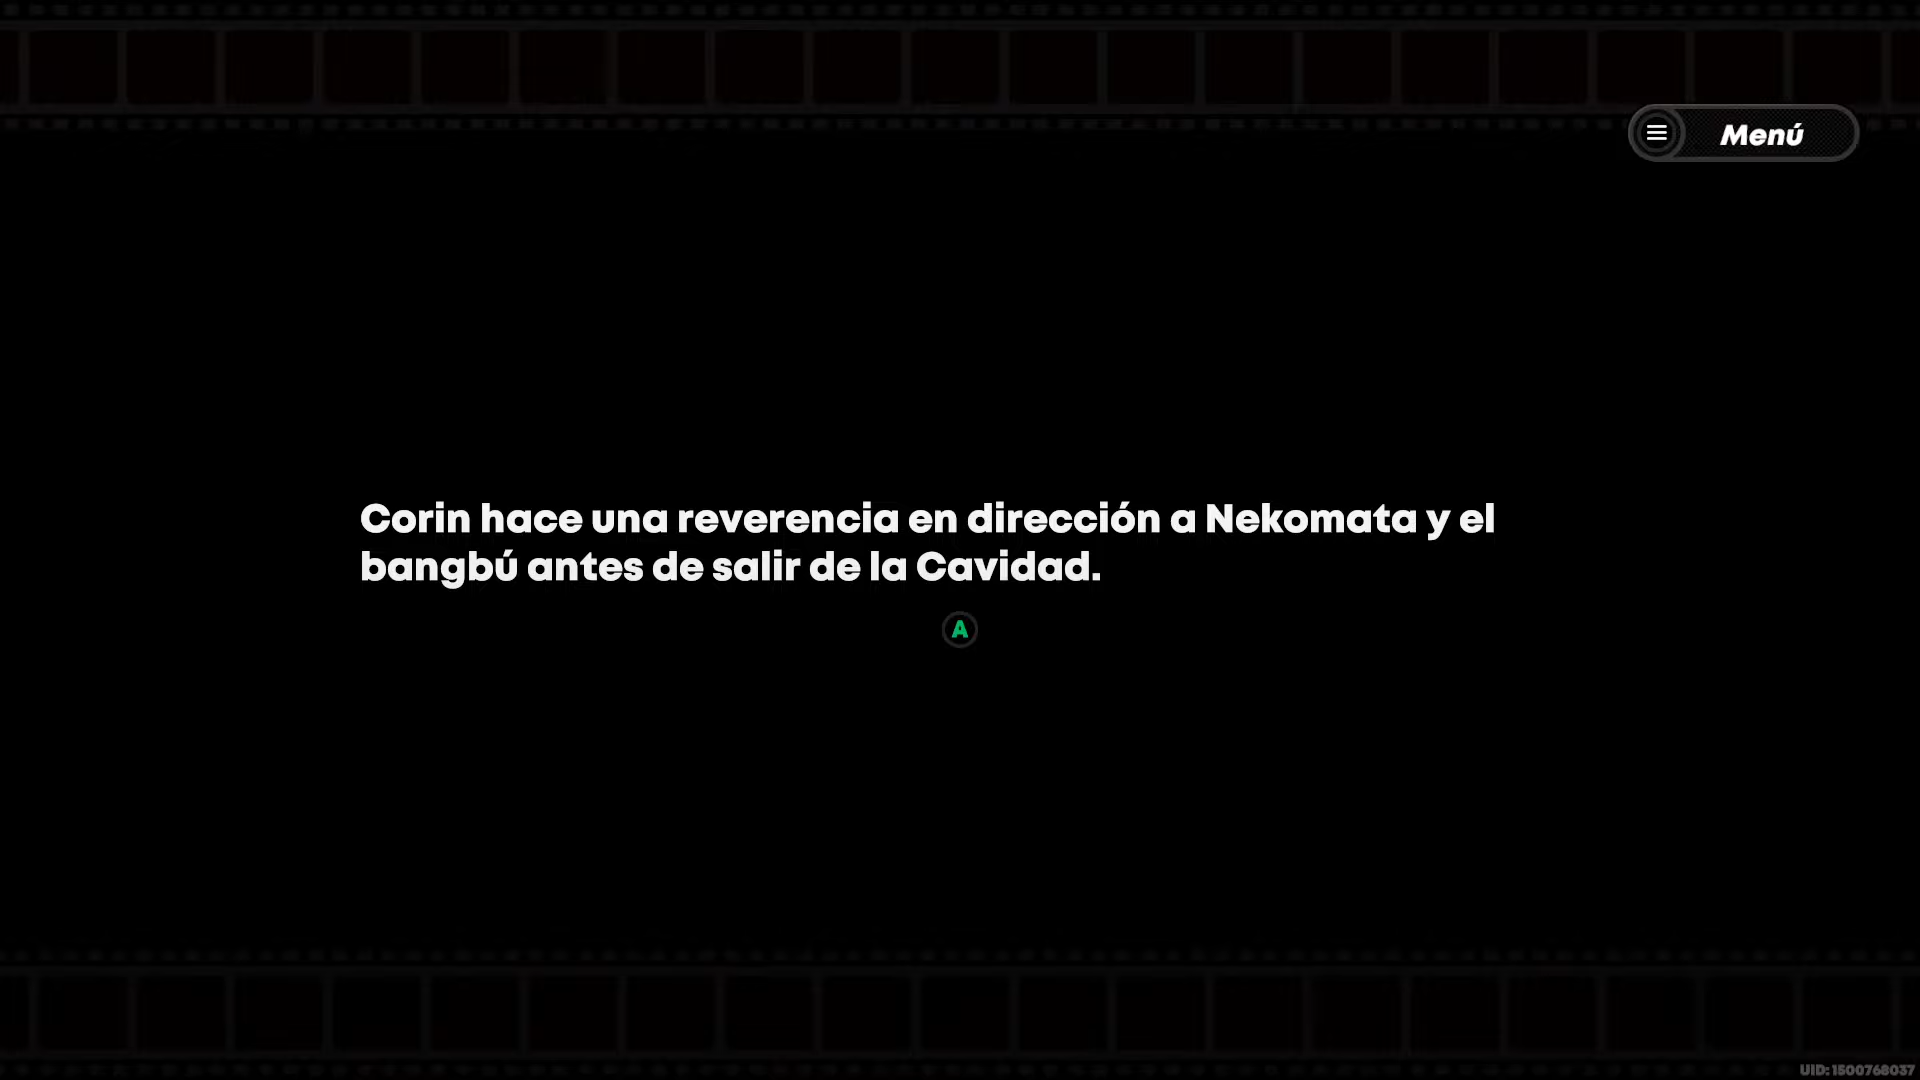 Menú
Corin hace una reverencia en dirección a Nekomata y el
bangbú antes de salir de la Cavidad.
A
UID: 1500768037